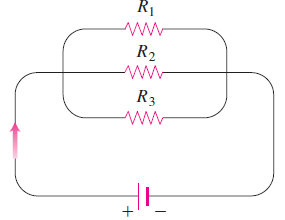 R₁
R₂
R₃
+ −